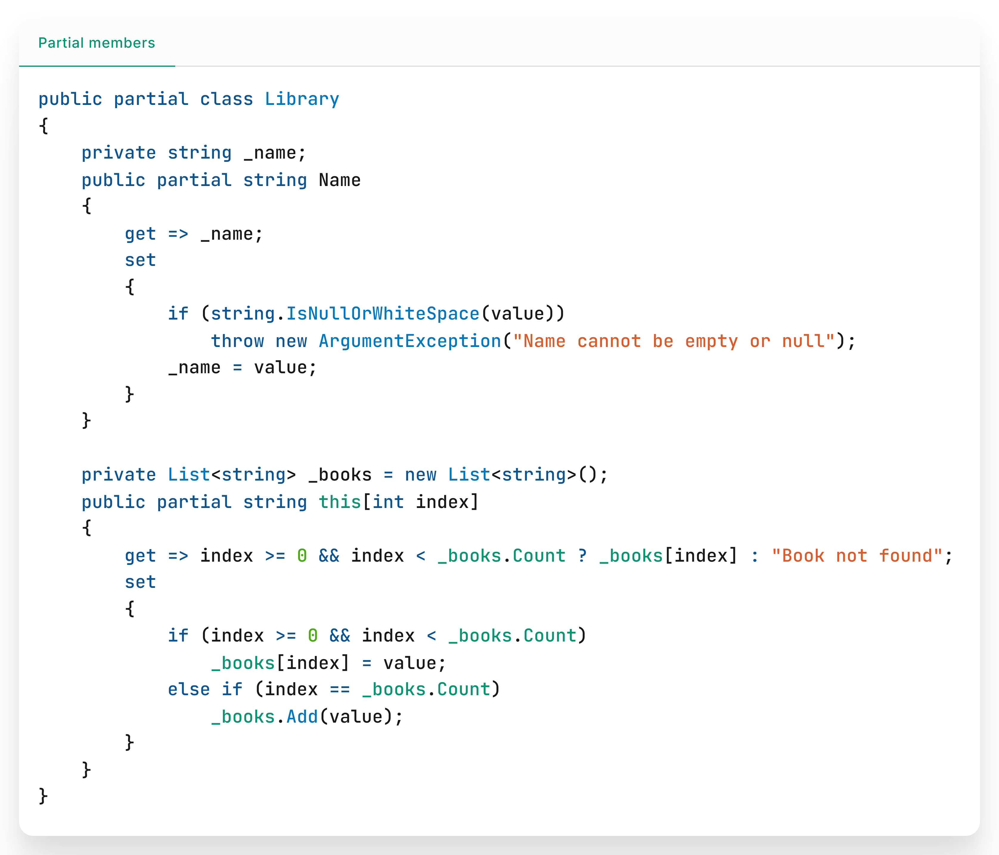 Partial members
public partial class Library
{
    private string _name;
    public partial string Name
    {
        get => _name;
        set
        {
            if (string.IsNullOrWhiteSpace(value))
                throw new ArgumentException("Name cannot be empty or null");
            _name = value;
        }
    }

    private List<string> _books = new List<string>();
    public partial string this[int index]
    {
        get => index >= 0 && index < _books.Count ? _books[index] : "Book not found";
        set
        {
            if (index >= 0 && index < _books.Count)
                _books[index] = value;
            else if (index == _books.Count)
                _books.Add(value);
        }
    }
}